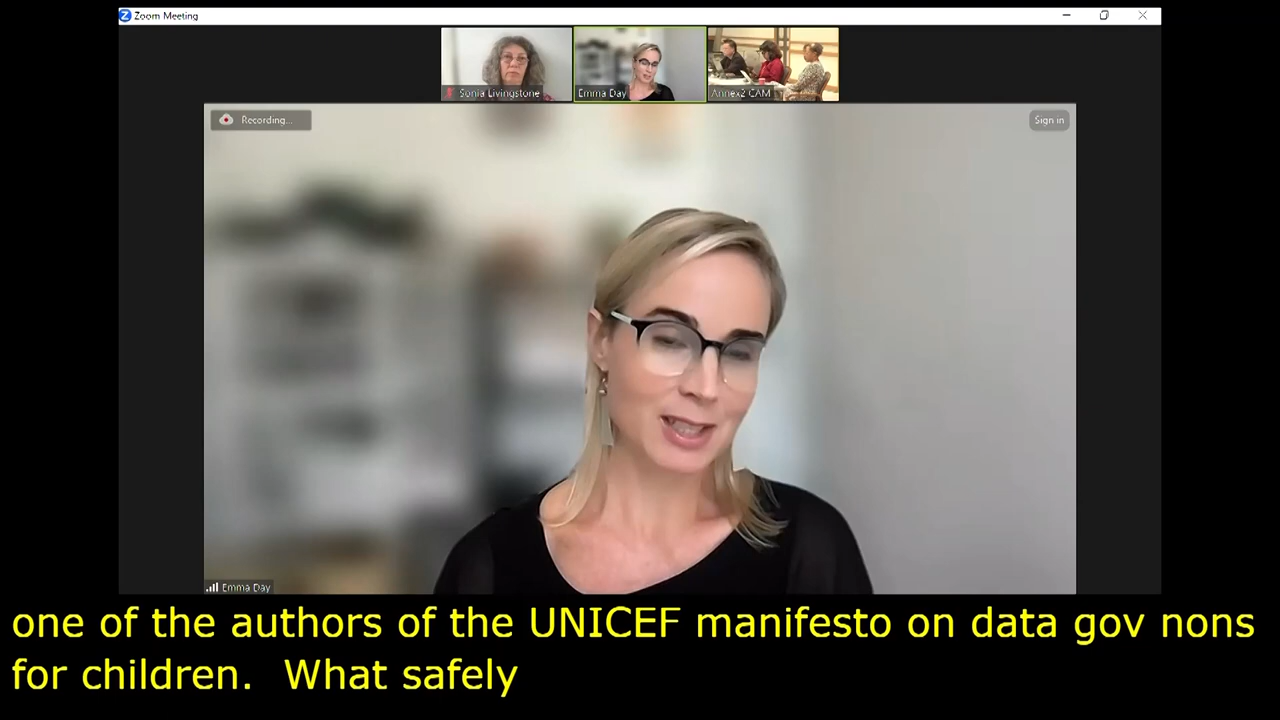 Zoom Meeting
Sonia Livingstone
Emma Day
Annex2 CAM
Recording...
Sign in
Emma Day
one of the authors of the UNICEF manifesto on data gov nons
for children.  What safely